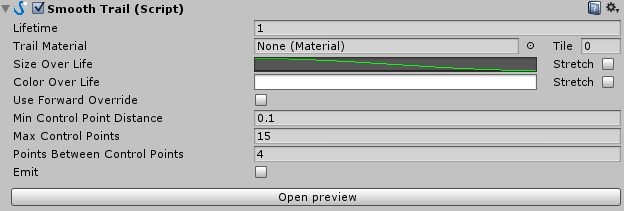 Smooth Trail (Script)
Lifetime 1
Trail Material None (Material) Tile 0
Size Over Life Stretch
Color Over Life Stretch
Use Forward Override
Min Control Point Distance 0.1
Max Control Points 15
Points Between Control Points 4
Emit
Open preview